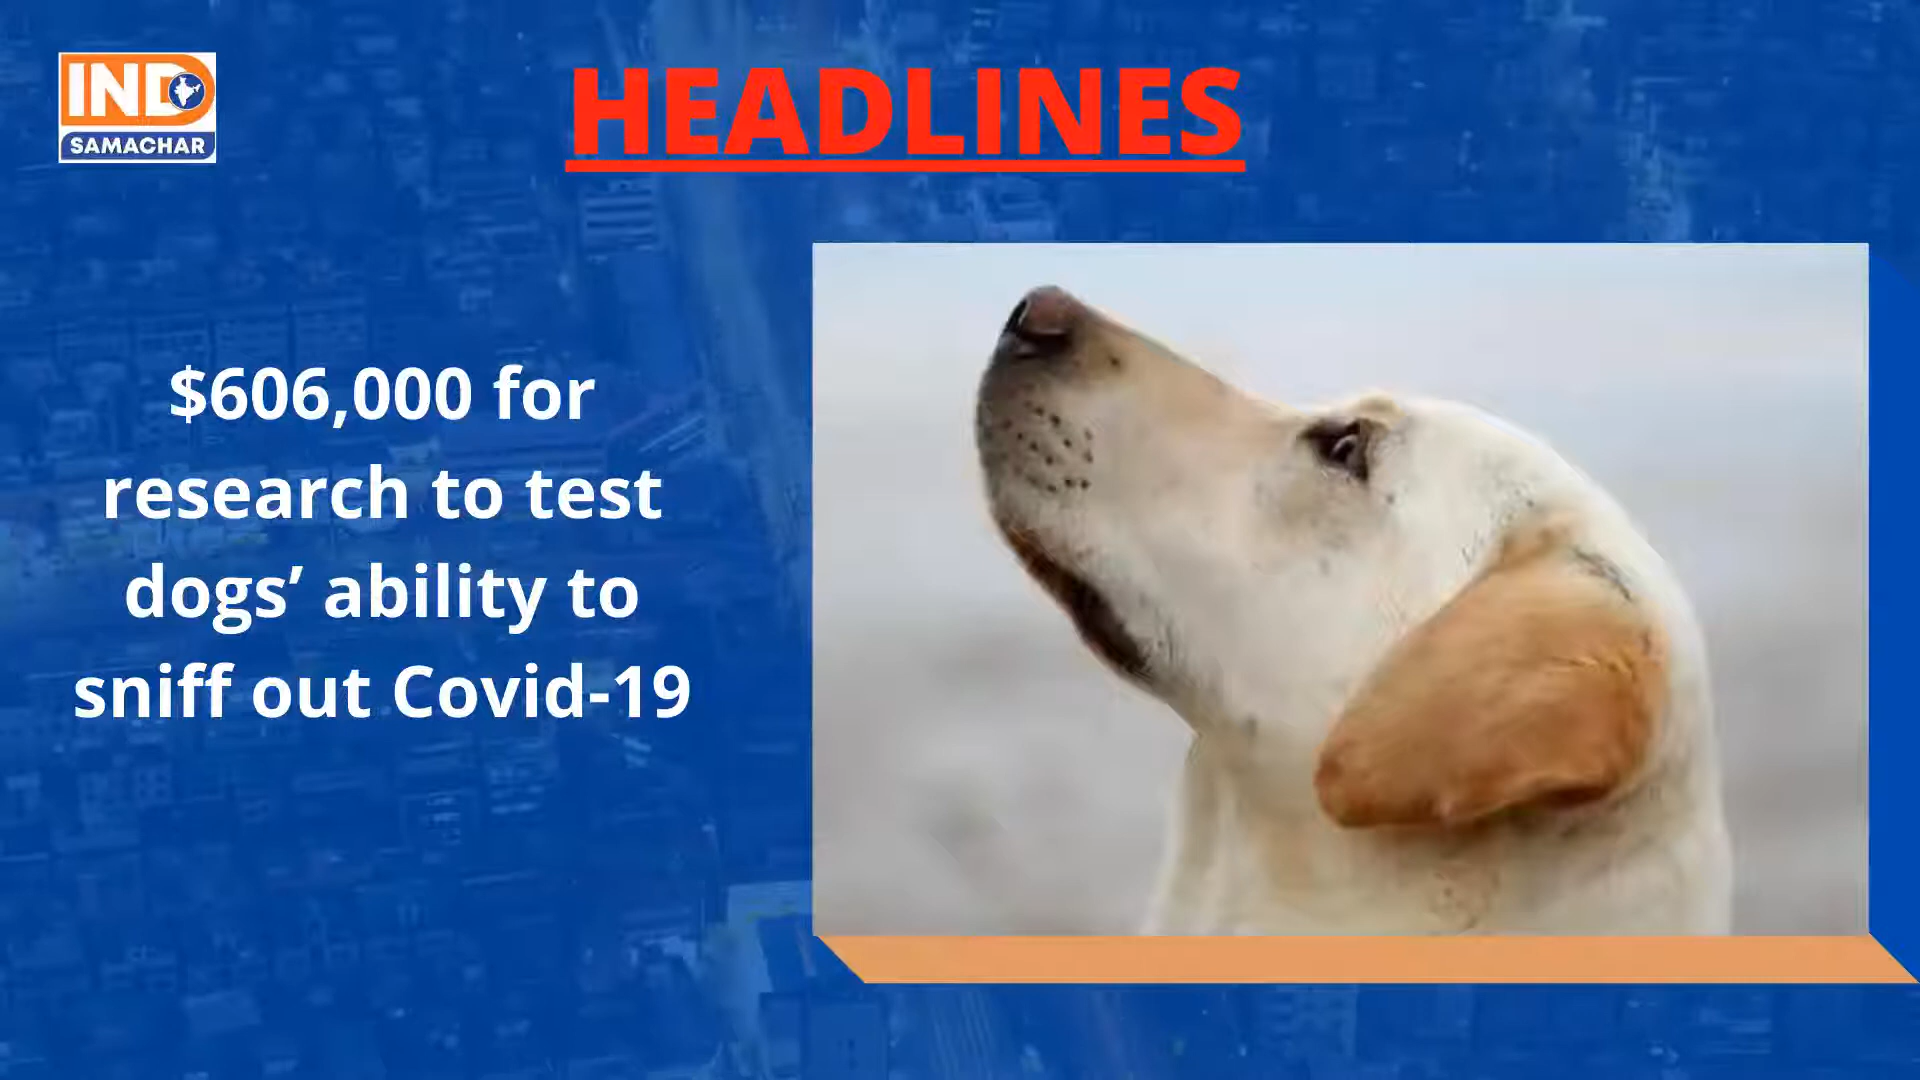 IND
SAMACHAR
HEADLINES
$606,000 for
research to test
dogs’ ability to
sniff out Covid-19